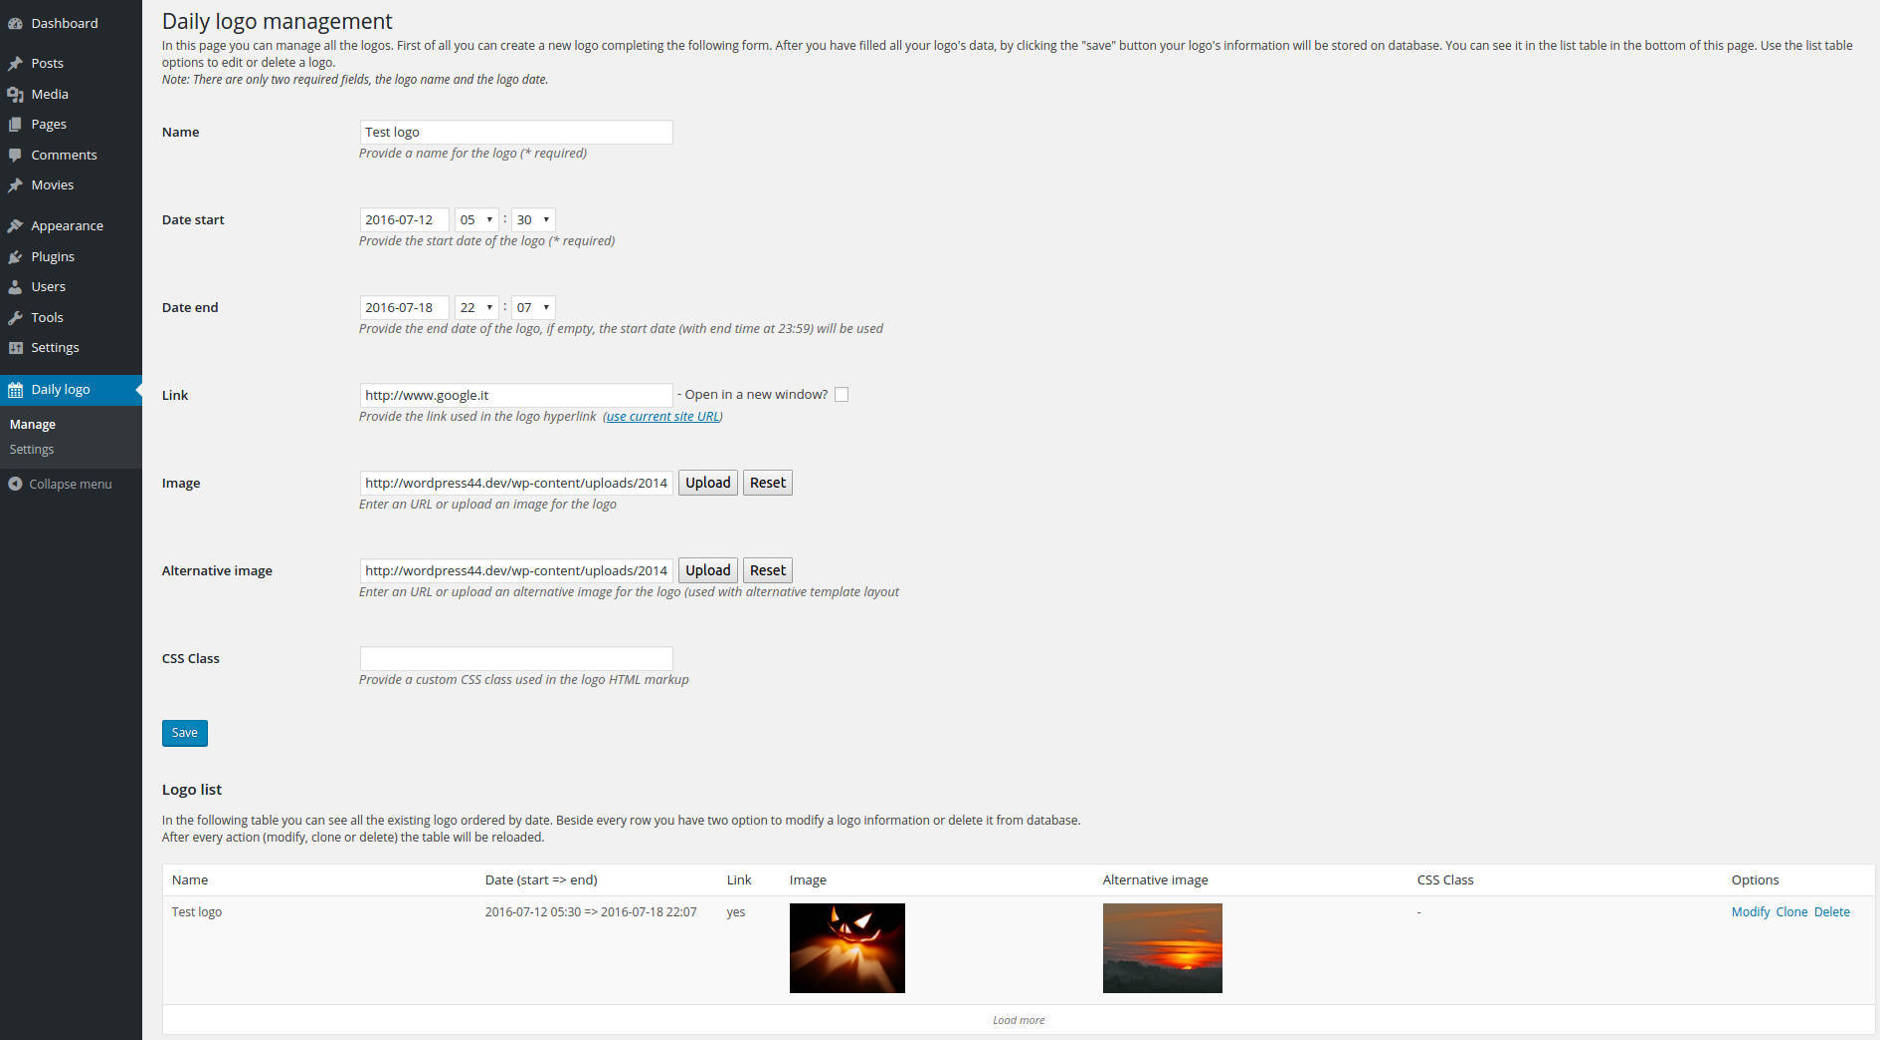 Dashboard
Posts
Media
Pages
Comments
Movies
Appearance
Plugins
Users
Tools
Settings
Daily logo
Manage
Settings
Collapse menu
Daily logo management
In this page you can manage all the logos. First of all you can create a new logo completing the following form. After you have filled all your logo's data, by clicking the "save" button your logo's information will be stored on database. You can see it in the list table in the bottom of this page. Use the list table
options to edit or delete a logo.
Note: There are only two required fields, the logo name and the logo date.
Name Test logo
Provide a name for the logo (* required)
Date start 2016-07-12 05 : 30
Provide the start date of the logo (* required)
Date end 2016-07-18 22 : 07
Provide the end date of the logo, if empty, the start date (with end time at 23:59) will be used
Link http://www.google.it - Open in a new window?
Provide the link used in the logo hyperlink (use current site URL)
Image http://wordpress44.dev/wp-content/uploads/2014 Upload Reset
Enter an URL or upload an image for the logo
Alternative image http://wordpress44.dev/wp-content/uploads/2014 Upload Reset
Enter an URL or upload an alternative image for the logo (used with alternative template layout
CSS Class
Provide a custom CSS class used in the logo HTML markup
Save
Logo list
In the following table you can see all the existing logo ordered by date. Beside every row you have two option to modify a logo information or delete it from database.
After every action (modify, clone or delete) the table will be reloaded.
Name Date (start => end) Link Image Alternative image CSS Class Options
Test logo 2016-07-12 05:30 => 2016-07-18 22:07 yes - Modify Clone Delete
Load more